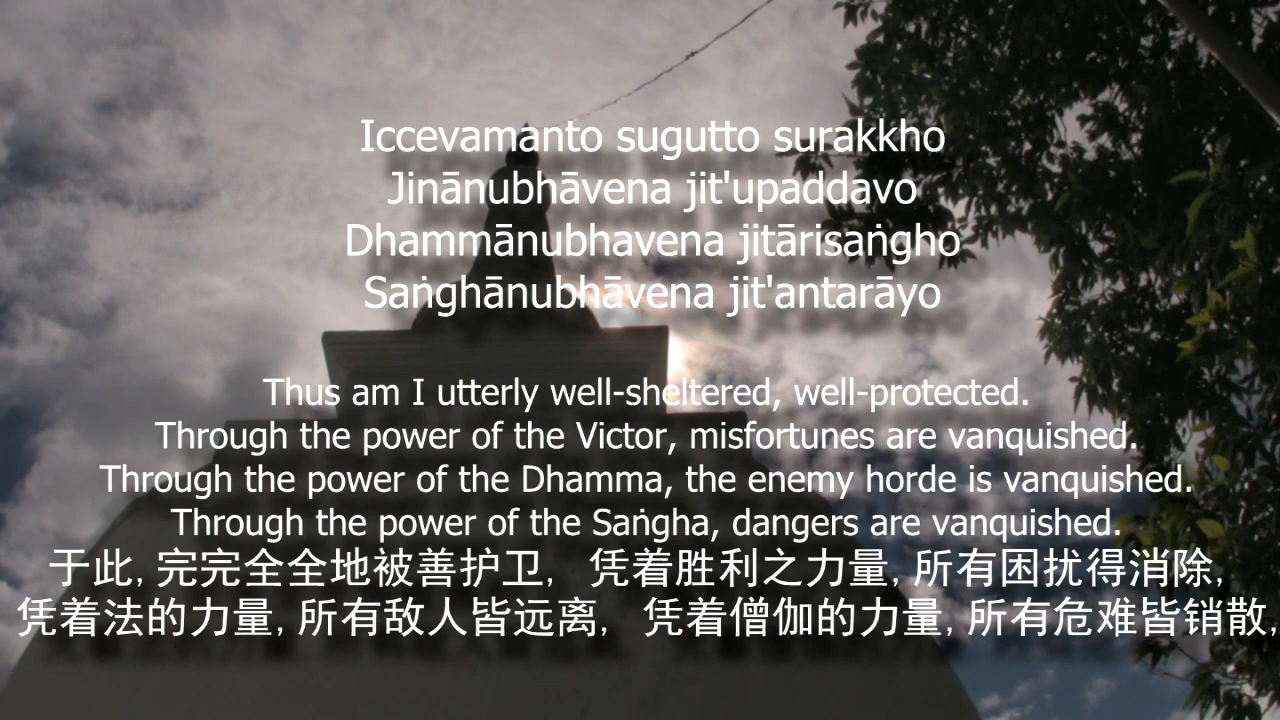 Iccevamanto sugutto surakkho
Jinānubhāvena jit'upaddavo
Dhammānubhavena jitārisaṅgho
Saṅghānubhāvena jit'antarāyo
Thus am I utterly well-sheltered, well-protected.
Through the power of the Victor, misfortunes are vanquished.
Through the power of the Dhamma, the enemy horde is vanquished.
Through the power of the Saṅgha, dangers are vanquished.
于此, 完完全全地被善护卫,  凭着胜利之力量, 所有困扰得消除,
凭着法的力量, 所有敌人皆远离,  凭着僧伽的力量, 所有危难皆销散,